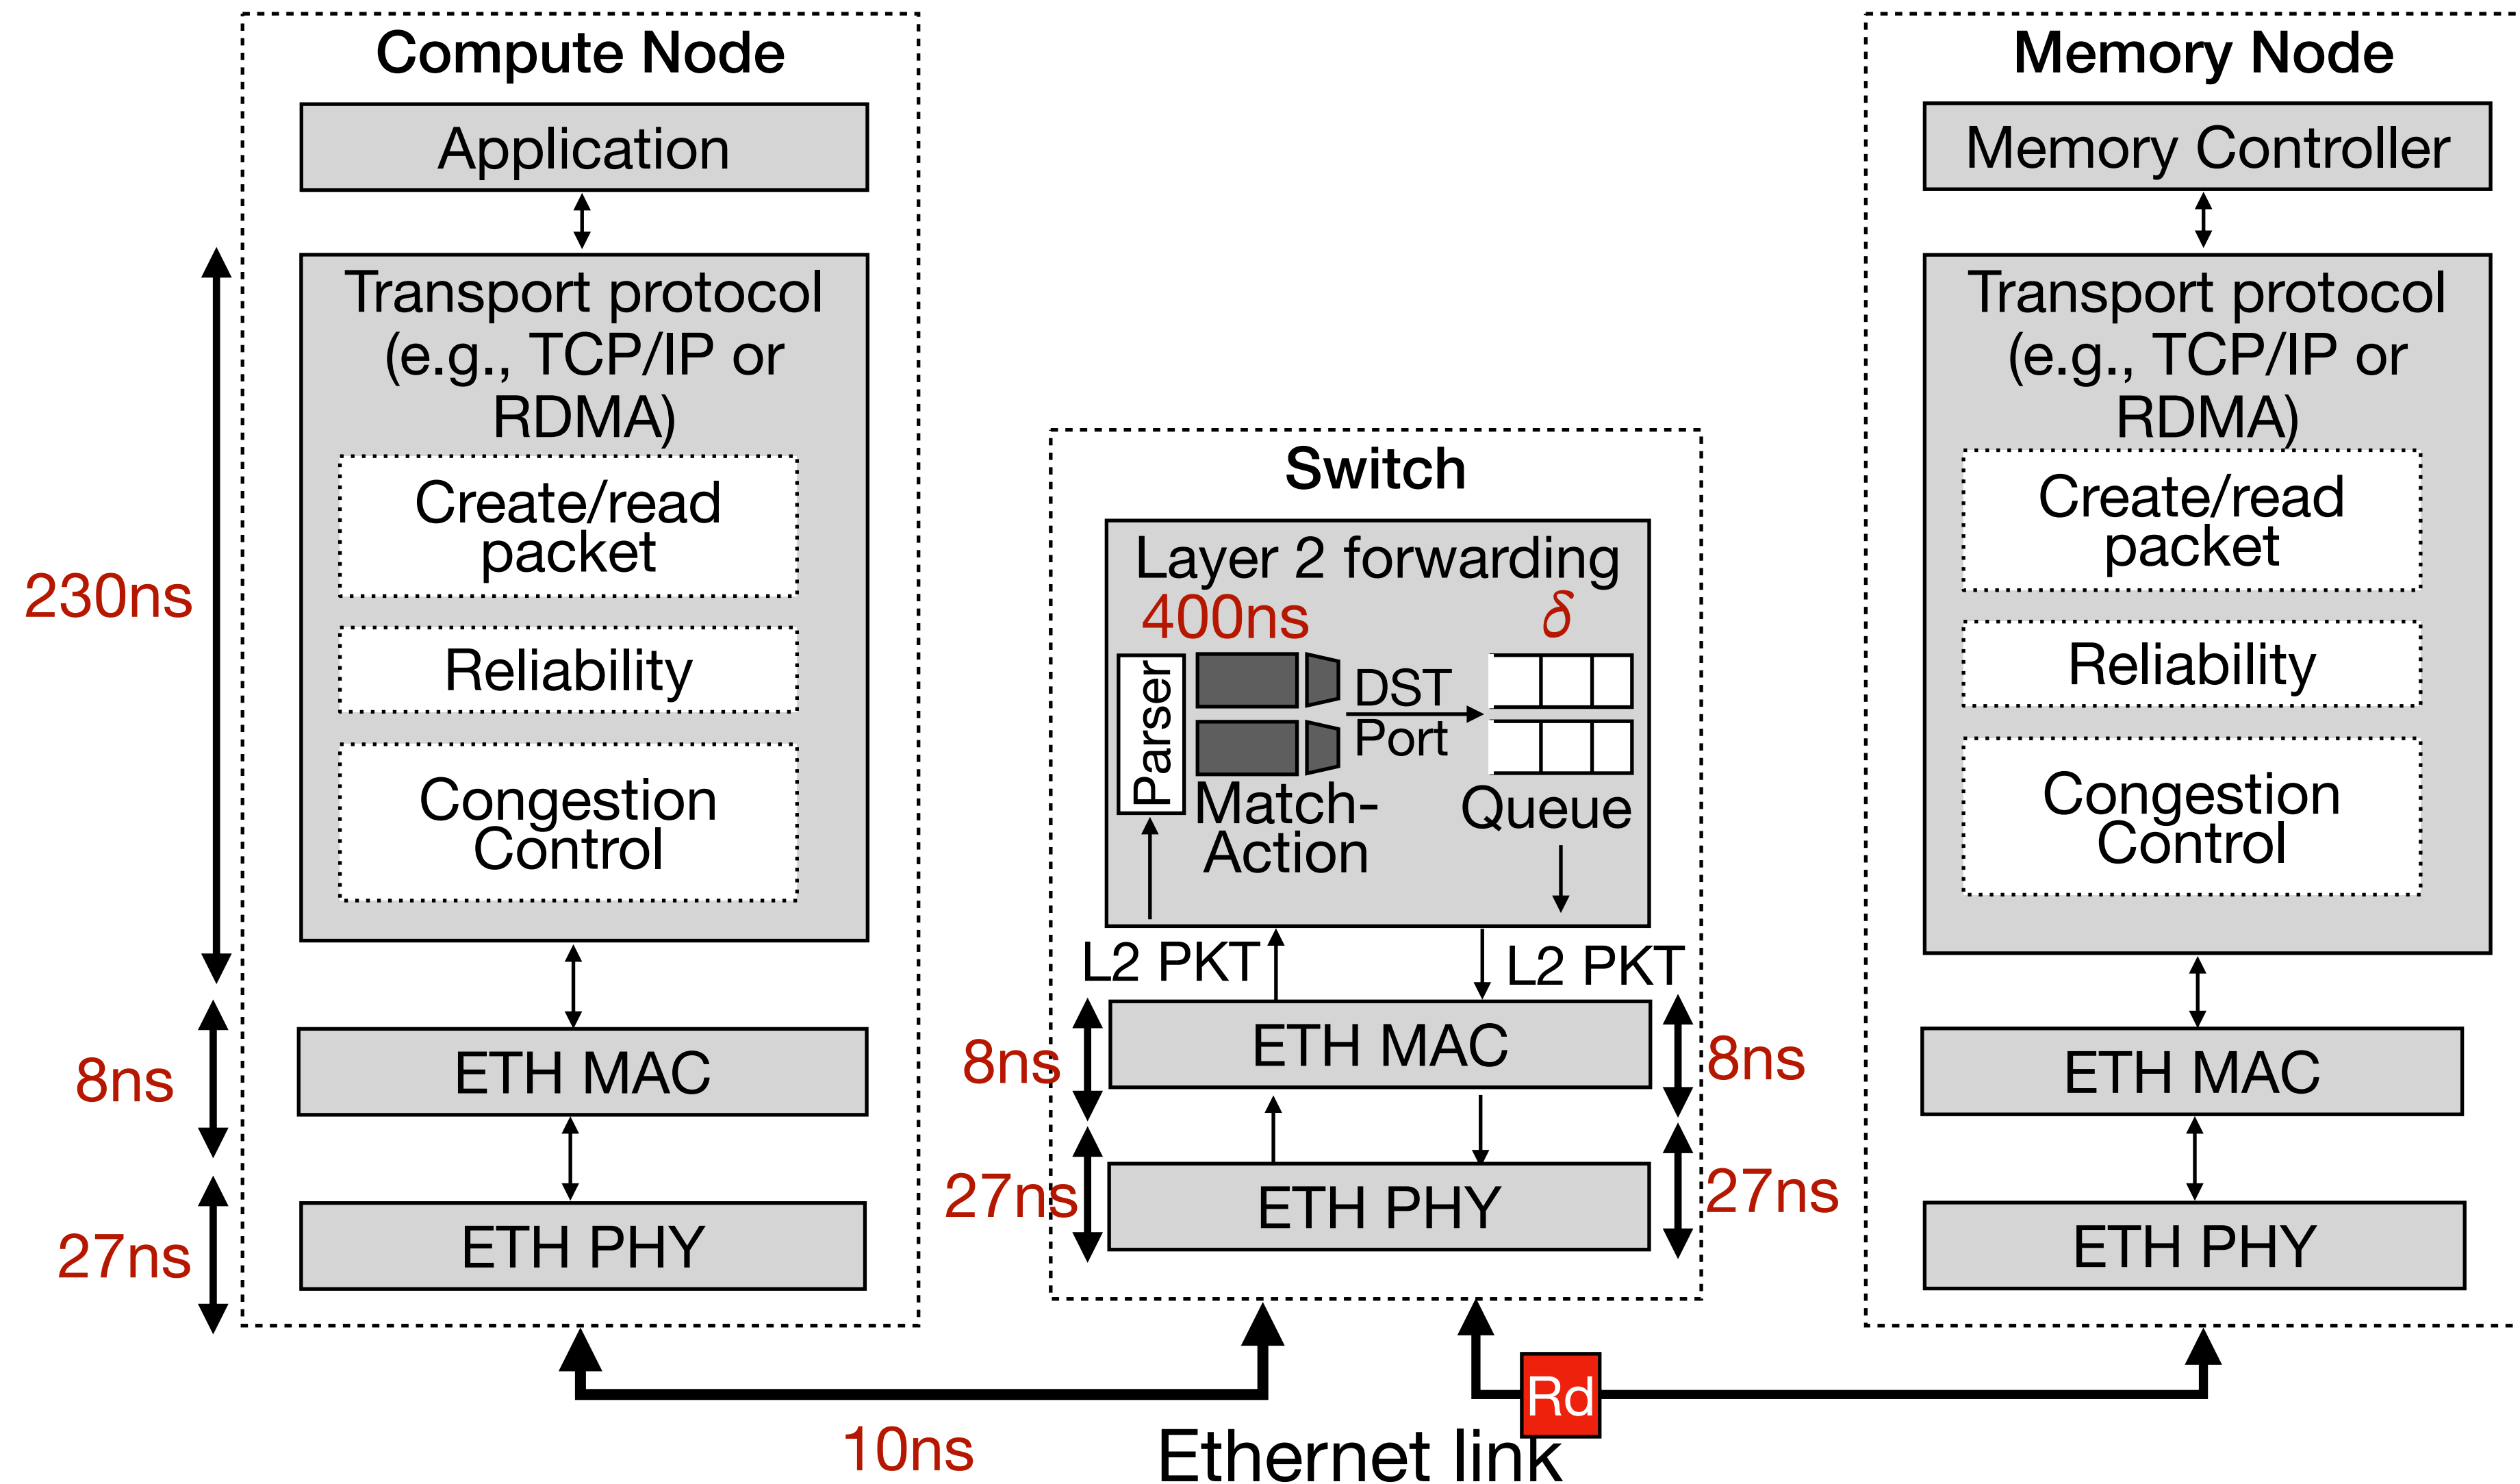 Compute Node
Application
Transport protocol
(e.g., TCP/IP or
RDMA)
Create/read
packet
Reliability
Congestion
Control
ETH MAC
ETH PHY
230ns
8ns
27ns
10ns
Switch
Layer 2 forwarding
400ns
δ
Parser
DST
Port
Match-
Action
Queue
L2 PKT
L2 PKT
ETH MAC
8ns
8ns
ETH PHY
27ns
27ns
Rd
Ethernet link
Memory Node
Memory Controller
Transport protocol
(e.g., TCP/IP or
RDMA)
Create/read
packet
Reliability
Congestion
Control
ETH MAC
ETH PHY